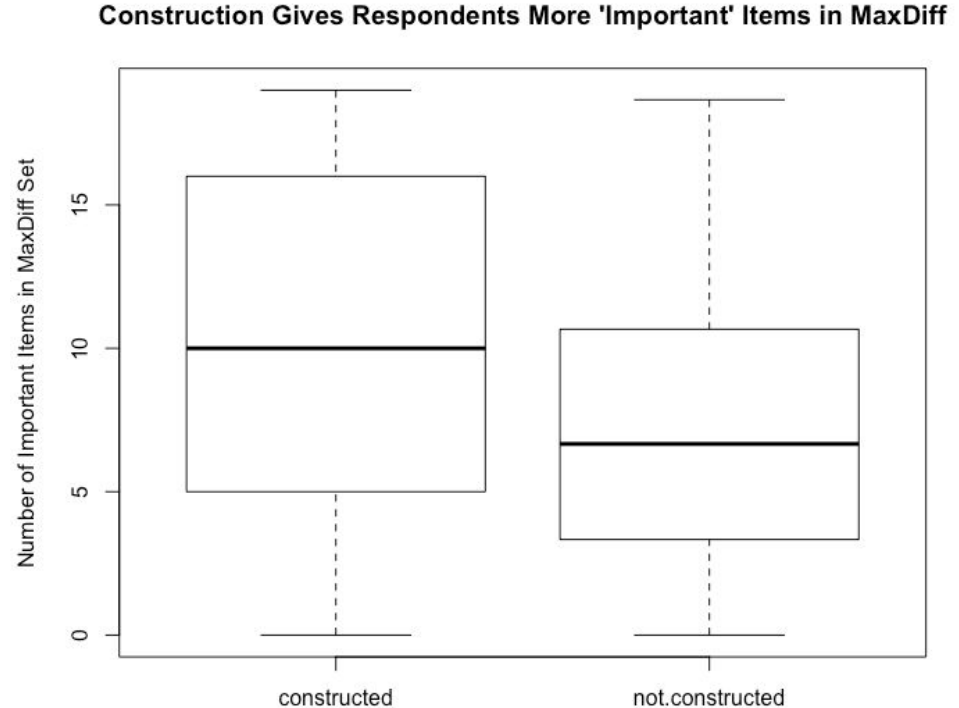 Construction Gives Respondents More 'Important' Items in MaxDiff
Number of Important Items in MaxDiff Set
15
10
5
0
constructed
not.constructed